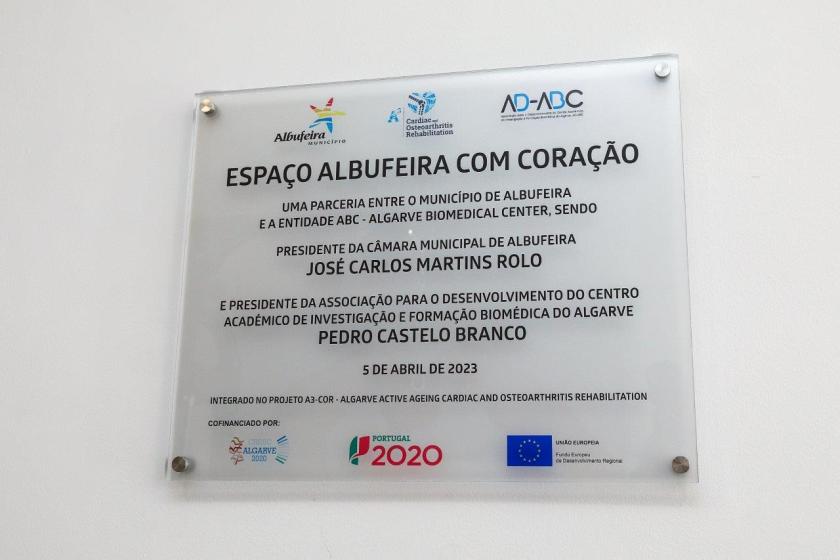 Albufeira
MUNICÍPIO
A3
Cardiac and
Osteoarthritis
Rehabilitation
AD-ABC
ESPAÇO ALBUFEIRA COM CORAÇÃO
UMA PARCERIA ENTRE O MUNICÍPIO DE ALBUFEIRA
E A ENTIDADE ABC - ALGARVE BIOMEDICAL CENTER, SENDO
PRESIDENTE DA CÂMARA MUNICIPAL DE ALBUFEIRA
JOSÉ CARLOS MARTINS ROLO
E PRESIDENTE DA ASSOCIAÇÃO PARA O DESENVOLVIMENTO DO CENTRO
ACADÉMICO DE INVESTIGAÇÃO E FORMAÇÃO BIOMÉDICA DO ALGARVE
PEDRO CASTELO BRANCO
5 DE ABRIL DE 2023
INTEGRADO NO PROJETO A3-COR - ALGARVE ACTIVE AGEING CARDIAC AND OSTEOARTHRITIS REHABILITATION
COFINANCIADO POR:
CRESC
ALGARVE
2020
PORTUGAL
2020
UNIÃO EUROPEIA
Fundo Europeu
de Desenvolvimento Regional